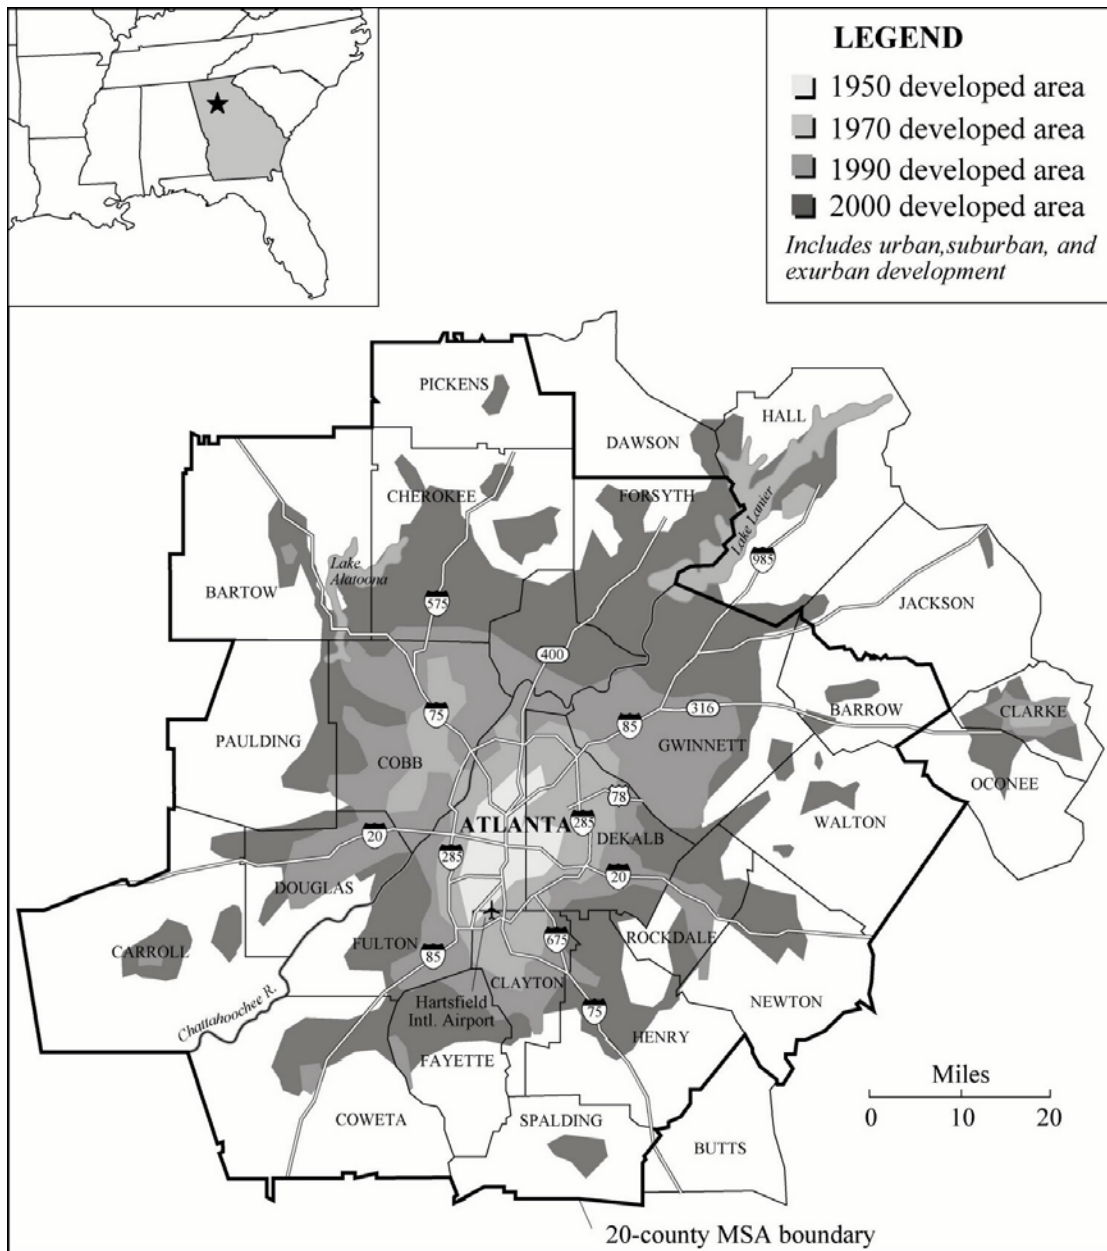 LEGEND
1950 developed area
1970 developed area
1990 developed area
2000 developed area
Includes urban,suburban, and
exurban development
PICKENS
HALL
DAWSON
CHEROKEE
FORSYTH
Lake Lanier
985
Lake
Alatoona
BARTOW
575
JACKSON
400
75
85
316
BARROW
CLARKE
PAULDING
GWINNETT
COBB
OCONEE
78
WALTON
ATLANTA
285
20
DEKALB
285
20
DOUGLAS
CARROLL
FULTON
675
ROCKDALE
85
CLAYTON
Chattahoochee R.
Hartsfield
Intl. Airport
75
NEWTON
HENRY
FAYETTE
Miles
0 10 20
COWETA
SPALDING
BUTTS
20-county MSA boundary